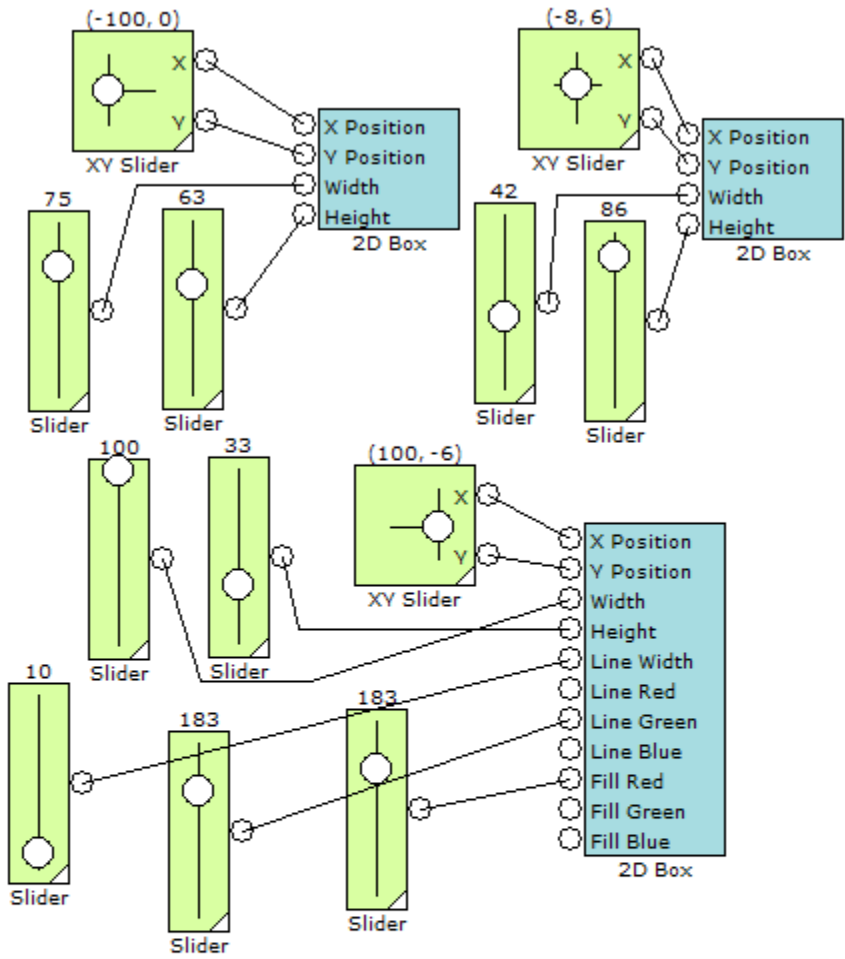 (-100, 0)
X
Y
XY Slider
X Position
Y Position
Width
Height
2D Box
75
Slider
63
Slider
(-8, 6)
X
Y
XY Slider
X Position
Y Position
Width
Height
2D Box
42
Slider
86
Slider
100
Slider
33
Slider
(100, -6)
X
Y
XY Slider
X Position
Y Position
Width
Height
Line Width
Line Red
Line Green
Line Blue
Fill Red
Fill Green
Fill Blue
2D Box
10
Slider
183
Slider
183
Slider